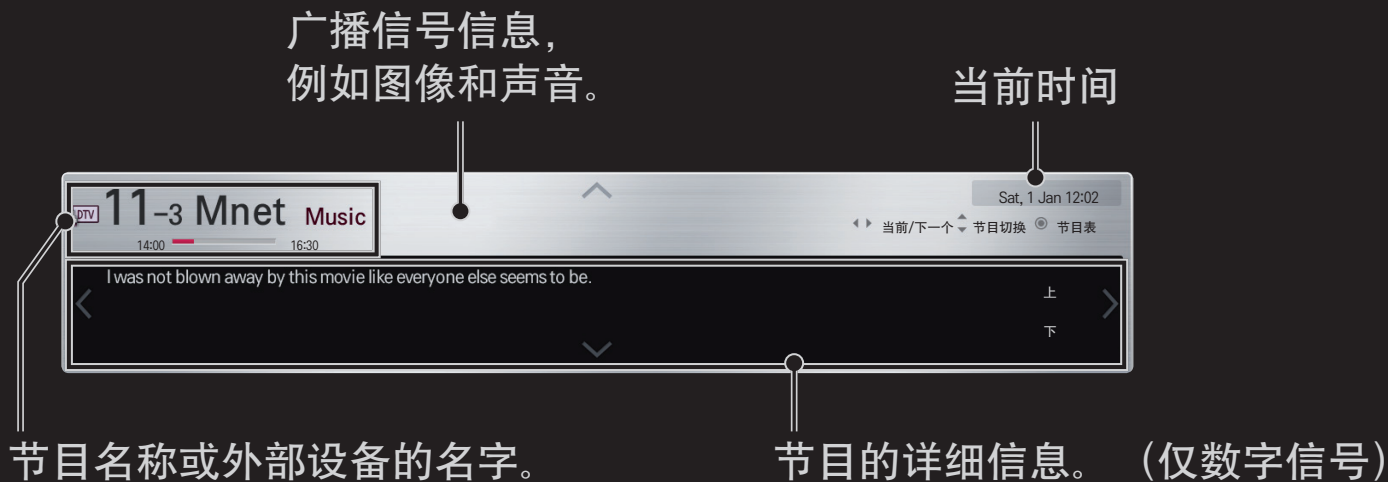 广播信号信息,
例如图像和声音。
当前时间
DTV 11-3 Mnet Music
14:00 16:30
Sat, 1 Jan 12:02
当前/下一个 节目切换 节目表
I was not blown away by this movie like everyone else seems to be.
上
下
节目名称或外部设备的名字。
节目的详细信息。 (仅数字信号)